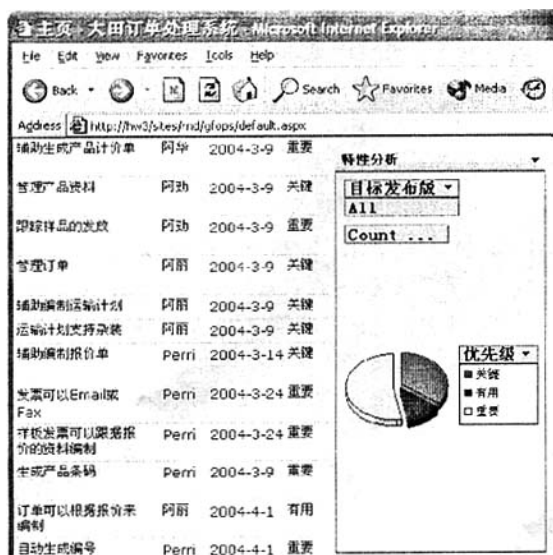 主页 - 大田订单处理系统 - Microsoft Internet Explorer
File Edit View Favorites Tools Help
Back Search Favorites Media
Address http://hw3/sites/rnd/gfops/default.aspx
辅助生成产品计价单 阿华 2004-3-9 重要
管理产品资料 阿勋 2004-3-9 关键
跟踪样品的发放 阿勋 2004-3-9 重要
管理订单 阿丽 2004-3-9 关键
辅助编制运输计划 阿丽 2004-3-9 关键
运输计划支持杂装 阿丽 2004-3-9 关键
辅助编制报价单 Perri 2004-3-14 关键
发票可以Email或
Fax Perri 2004-3-24 重要
样板发票可以跟据报
价的资料编制 Perri 2004-3-24 重要
生成产品条码 Perri 2004-3-9 重要
订单可以根据报价来
编制 阿丽 2004-4-1 有用
自动生成编号 Perri 2004-4-1 重要
特性分析
目标发布版
All
Count ...
优先级
关键
有用
重要